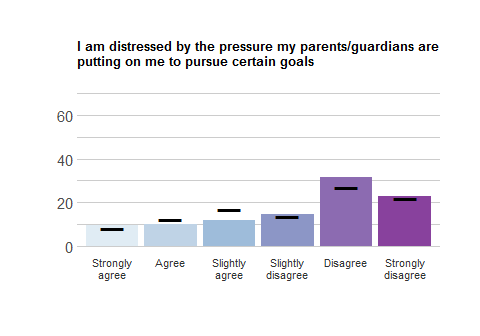 I am distressed by the pressure my parents/guardians are
putting on me to pursue certain goals
60
40
20
0
Strongly
agree
Agree
Slightly
agree
Slightly
disagree
Disagree
Strongly
disagree